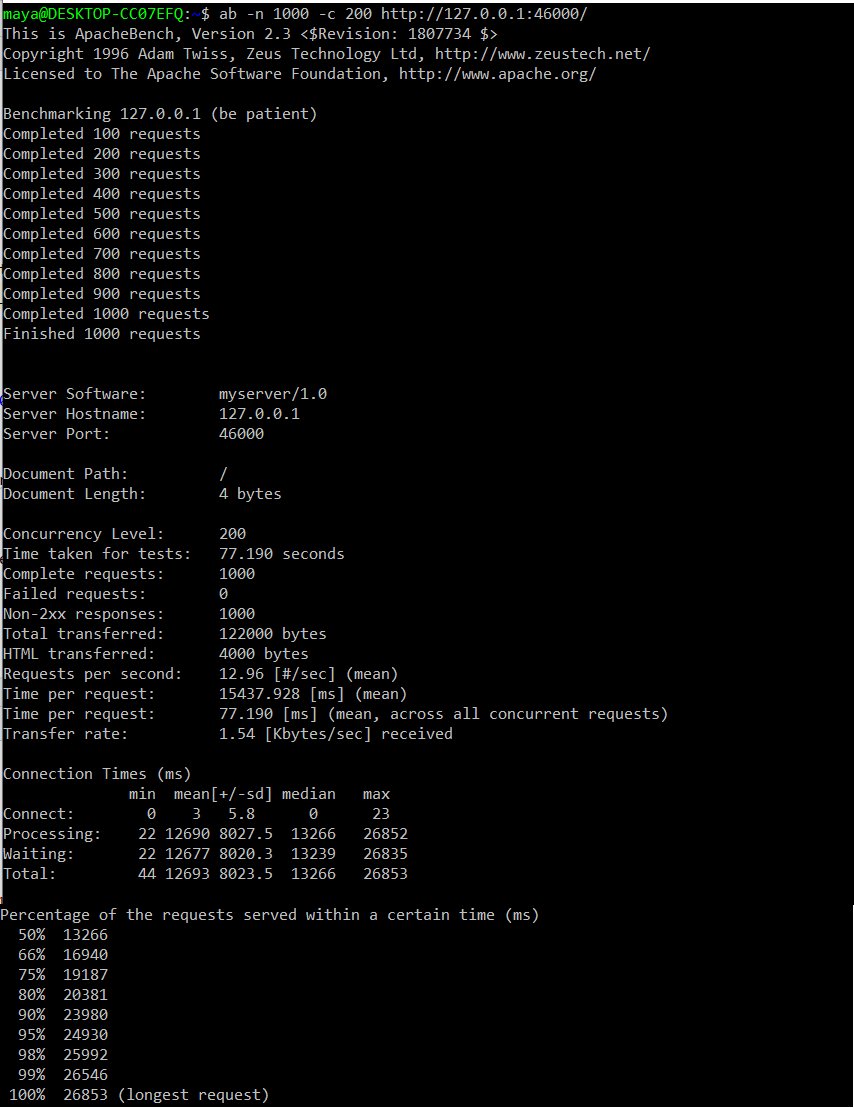 maya@DESKTOP-CC07EFQ:~$ ab -n 1000 -c 200 http://127.0.0.1:46000/
This is ApacheBench, Version 2.3 <$Revision: 1807734 $>
Copyright 1996 Adam Twiss, Zeus Technology Ltd, http://www.zeustech.net/
Licensed to The Apache Software Foundation, http://www.apache.org/

Benchmarking 127.0.0.1 (be patient)
Completed 100 requests
Completed 200 requests
Completed 300 requests
Completed 400 requests
Completed 500 requests
Completed 600 requests
Completed 700 requests
Completed 800 requests
Completed 900 requests
Completed 1000 requests
Finished 1000 requests


Server Software:        myserver/1.0
Server Hostname:        127.0.0.1
Server Port:            46000

Document Path:          /
Document Length:        4 bytes

Concurrency Level:      200
Time taken for tests:   77.190 seconds
Complete requests:      1000
Failed requests:        0
Non-2xx responses:      1000
Total transferred:      122000 bytes
HTML transferred:       4000 bytes
Requests per second:    12.96 [#/sec] (mean)
Time per request:       15437.928 [ms] (mean)
Time per request:       77.190 [ms] (mean, across all concurrent requests)
Transfer rate:          1.54 [Kbytes/sec] received

Connection Times (ms)
              min  mean[+/-sd] median   max
Connect:        0    3   5.8      0      23
Processing:    22 12690 8027.5  13266   26852
Waiting:       22 12677 8020.3  13239   26835
Total:         44 12693 8023.5  13266   26853

Percentage of the requests served within a certain time (ms)
  50%  13266
  66%  16940
  75%  19187
  80%  20381
  90%  23980
  95%  24930
  98%  25992
  99%  26546
 100%  26853 (longest request)